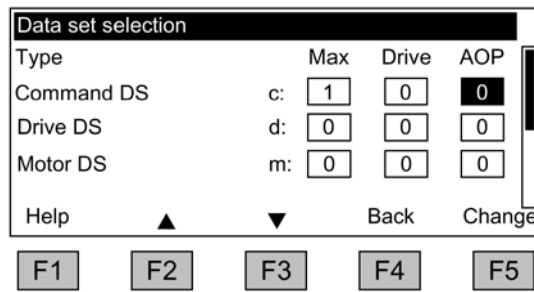 Data set selection
Type Max Drive AOP
Command DS c: 1 0 0
Drive DS d: 0 0 0
Motor DS m: 0 0 0
Help ▲ ▼ Back Change
F1 F2 F3 F4 F5